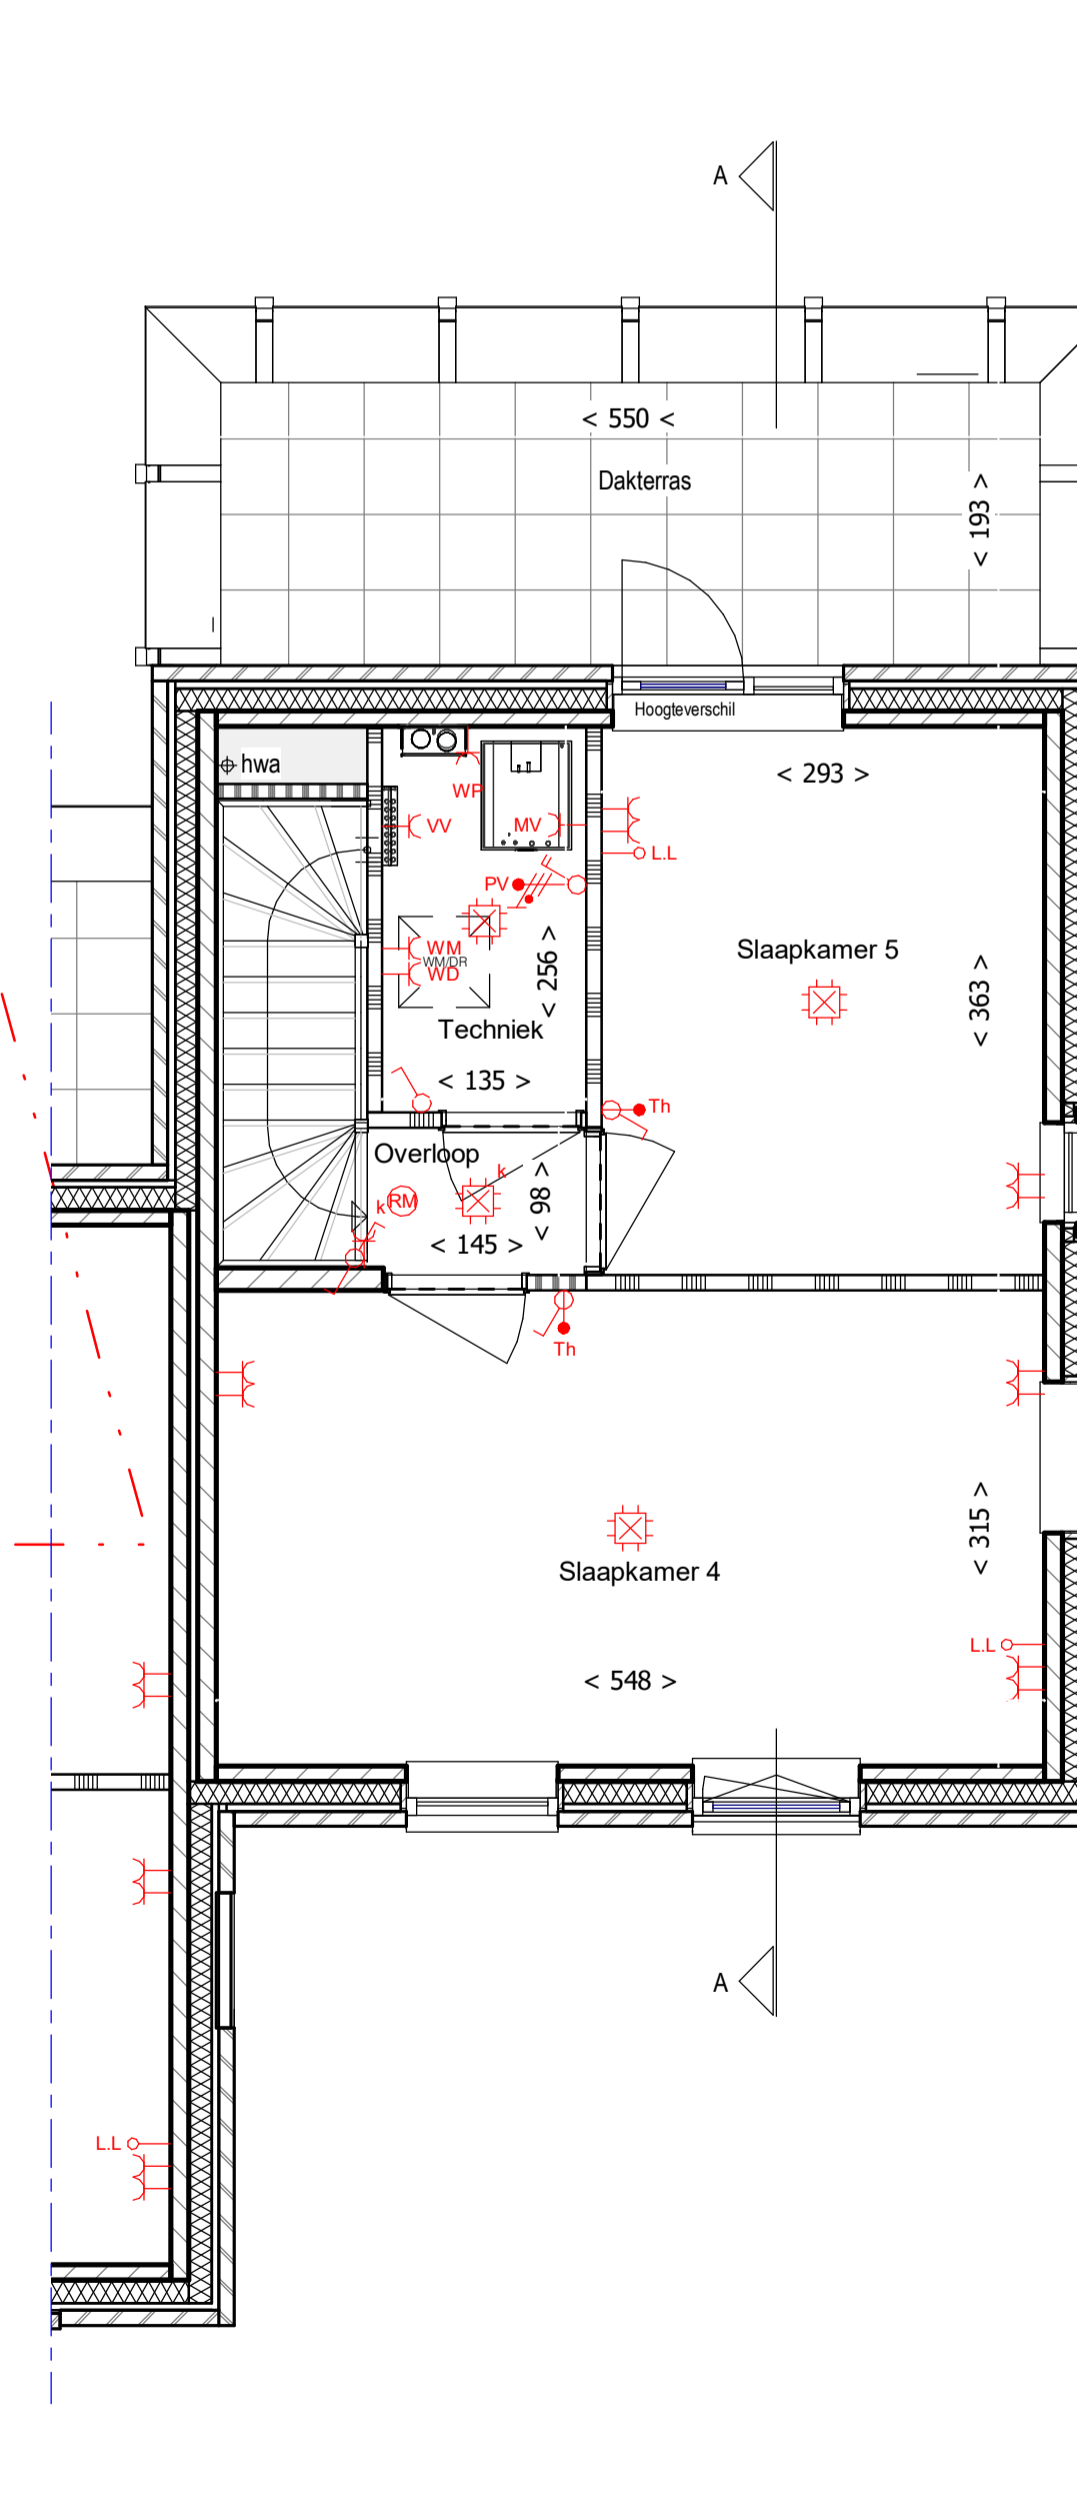 A
< 550 <
Dakterras
< 193 >
Hoogteverschil
hwa
< 293 >
WP
VV
MV
L.L
PV
Slaapkamer 5
WM
WM/DR
WD
< 256 >
< 363 >
Techniek
< 135 >
Th
Overloop
k
k
RM
< 98 >
< 145 >
Th
< 315 >
Slaapkamer 4
L.L
< 548 >
A
L.L